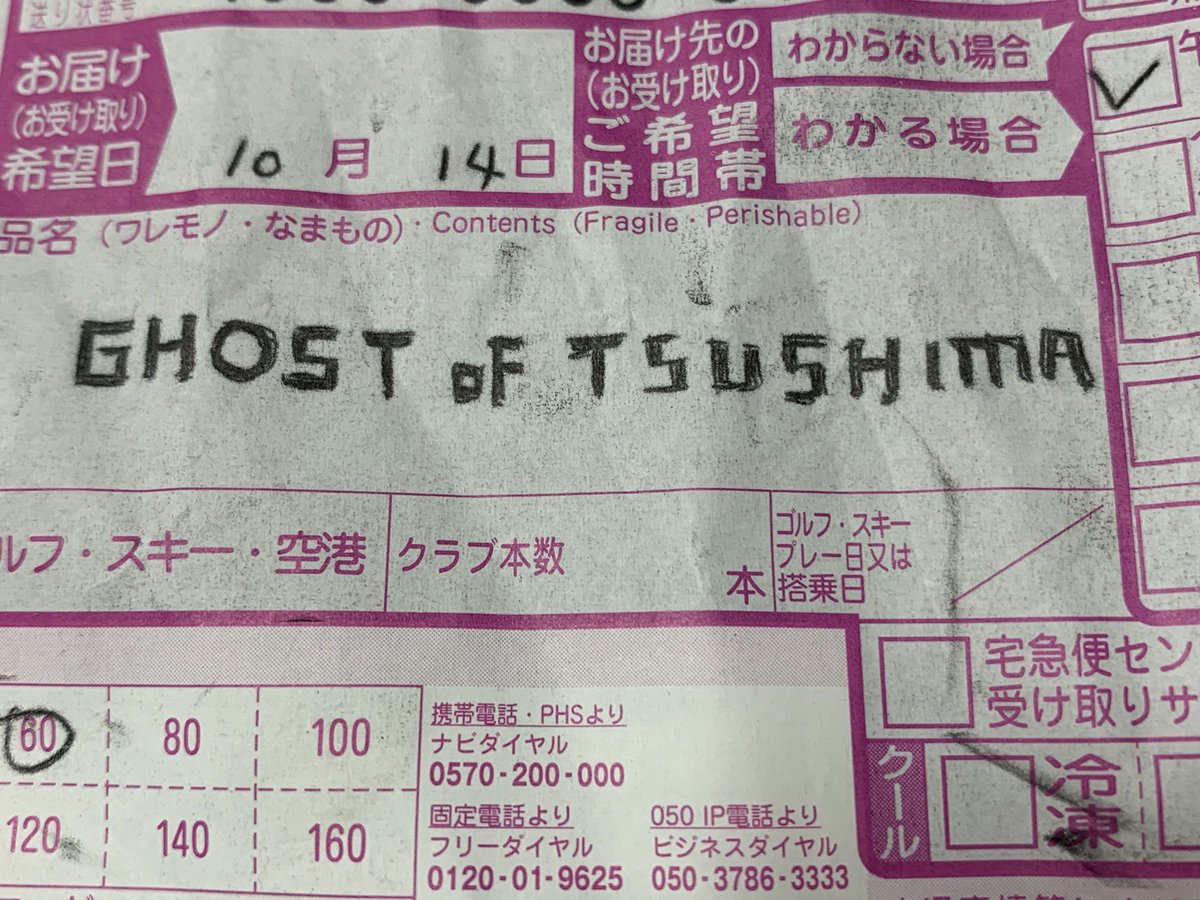 送り状番号
お届け
(お受け取り)
希望日
10 月 14 日
お届け先の
(お受け取り)
ご希望
時間帯
わからない場合
わかる場合
品名 (ワレモノ・なまもの)・Contents (Fragile・Perishable)
GHOST oF TSUSHIMA
ルフ・スキー・空港
クラブ本数
本
ゴルフ・スキー
プレー日又は
搭乗日
宅急便セン
受け取りサ
クール
冷凍
60 80 100
120 140 160
携帯電話・PHSより
ナビダイヤル
0570-200-000
固定電話より
フリーダイヤル
0120-01-9625
050 IP電話より
ビジネスダイヤル
050-3786-3333